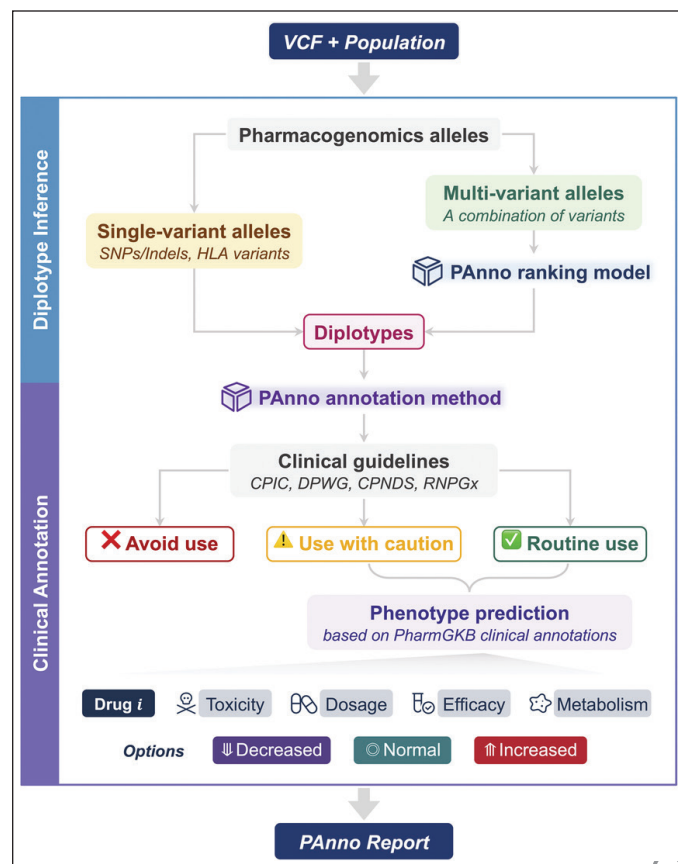 VCF + Population
Diplotype Inference
Pharmacogenomics alleles
Multi-variant alleles
A combination of variants
Single-variant alleles
SNPs/Indels, HLA variants
PAnno ranking model
Diplotypes
PAnno annotation method
Clinical Annotation
Clinical guidelines
CPIC, DPWG, CPNDS, RNPGx
Avoid use
Use with caution
Routine use
Phenotype prediction
based on PharmGKB clinical annotations
Drug i Toxicity Dosage Efficacy Metabolism
Options Decreased Normal Increased
PAnno Report